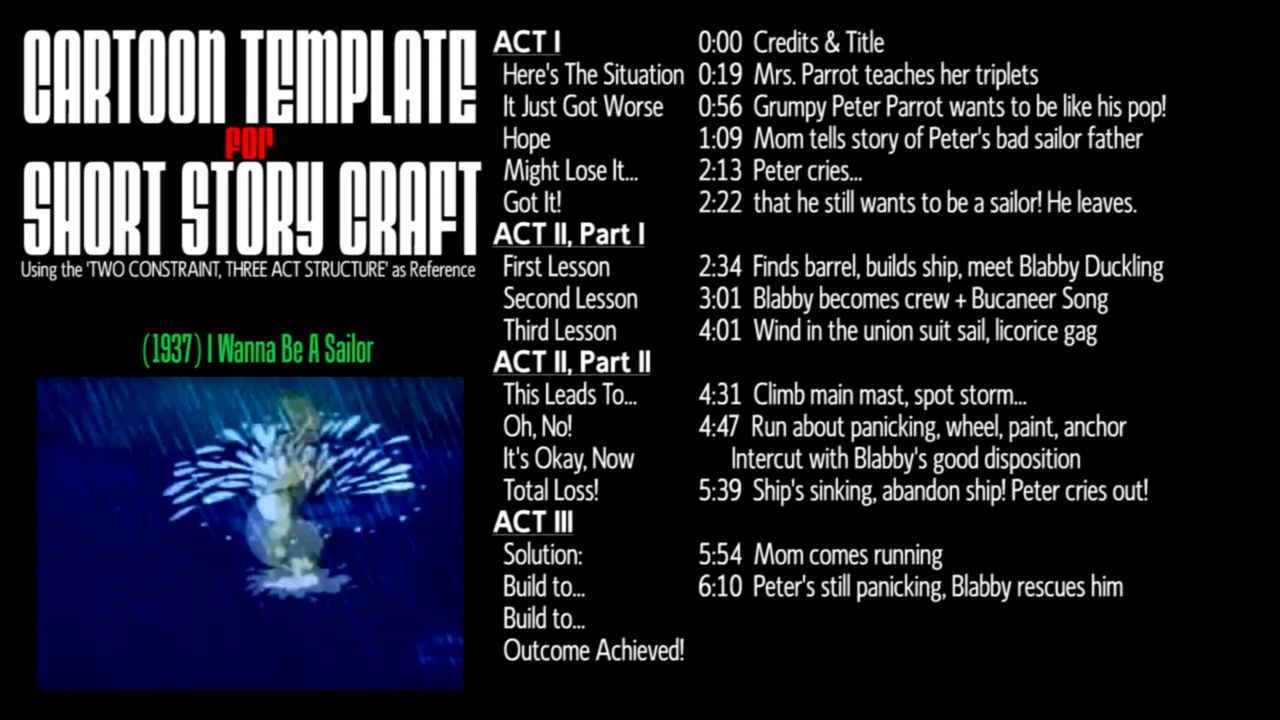 CARTOON TEMPLATE
FOR
SHORT STORY CRAFT
Using the 'TWO CONSTRAINT, THREE ACT STRUCTURE' as Reference
(1937) I Wanna Be A Sailor
ACT I 0:00 Credits & Title
Here's The Situation 0:19 Mrs. Parrot teaches her triplets
It Just Got Worse 0:56 Grumpy Peter Parrot wants to be like his pop!
Hope 1:09 Mom tells story of Peter's bad sailor father
Might Lose It... 2:13 Peter cries...
Got It! 2:22 that he still wants to be a sailor! He leaves.
ACT II, Part I
First Lesson 2:34 Finds barrel, builds ship, meet Blabby Duckling
Second Lesson 3:01 Blabby becomes crew + Bucaneer Song
Third Lesson 4:01 Wind in the union suit sail, licorice gag
ACT II, Part II
This Leads To... 4:31 Climb main mast, spot storm...
Oh, No! 4:47 Run about panicking, wheel, paint, anchor
It's Okay, Now Intercut with Blabby's good disposition
Total Loss! 5:39 Ship's sinking, abandon ship! Peter cries out!
ACT III
Solution: 5:54 Mom comes running
Build to... 6:10 Peter's still panicking, Blabby rescues him
Build to...
Outcome Achieved!